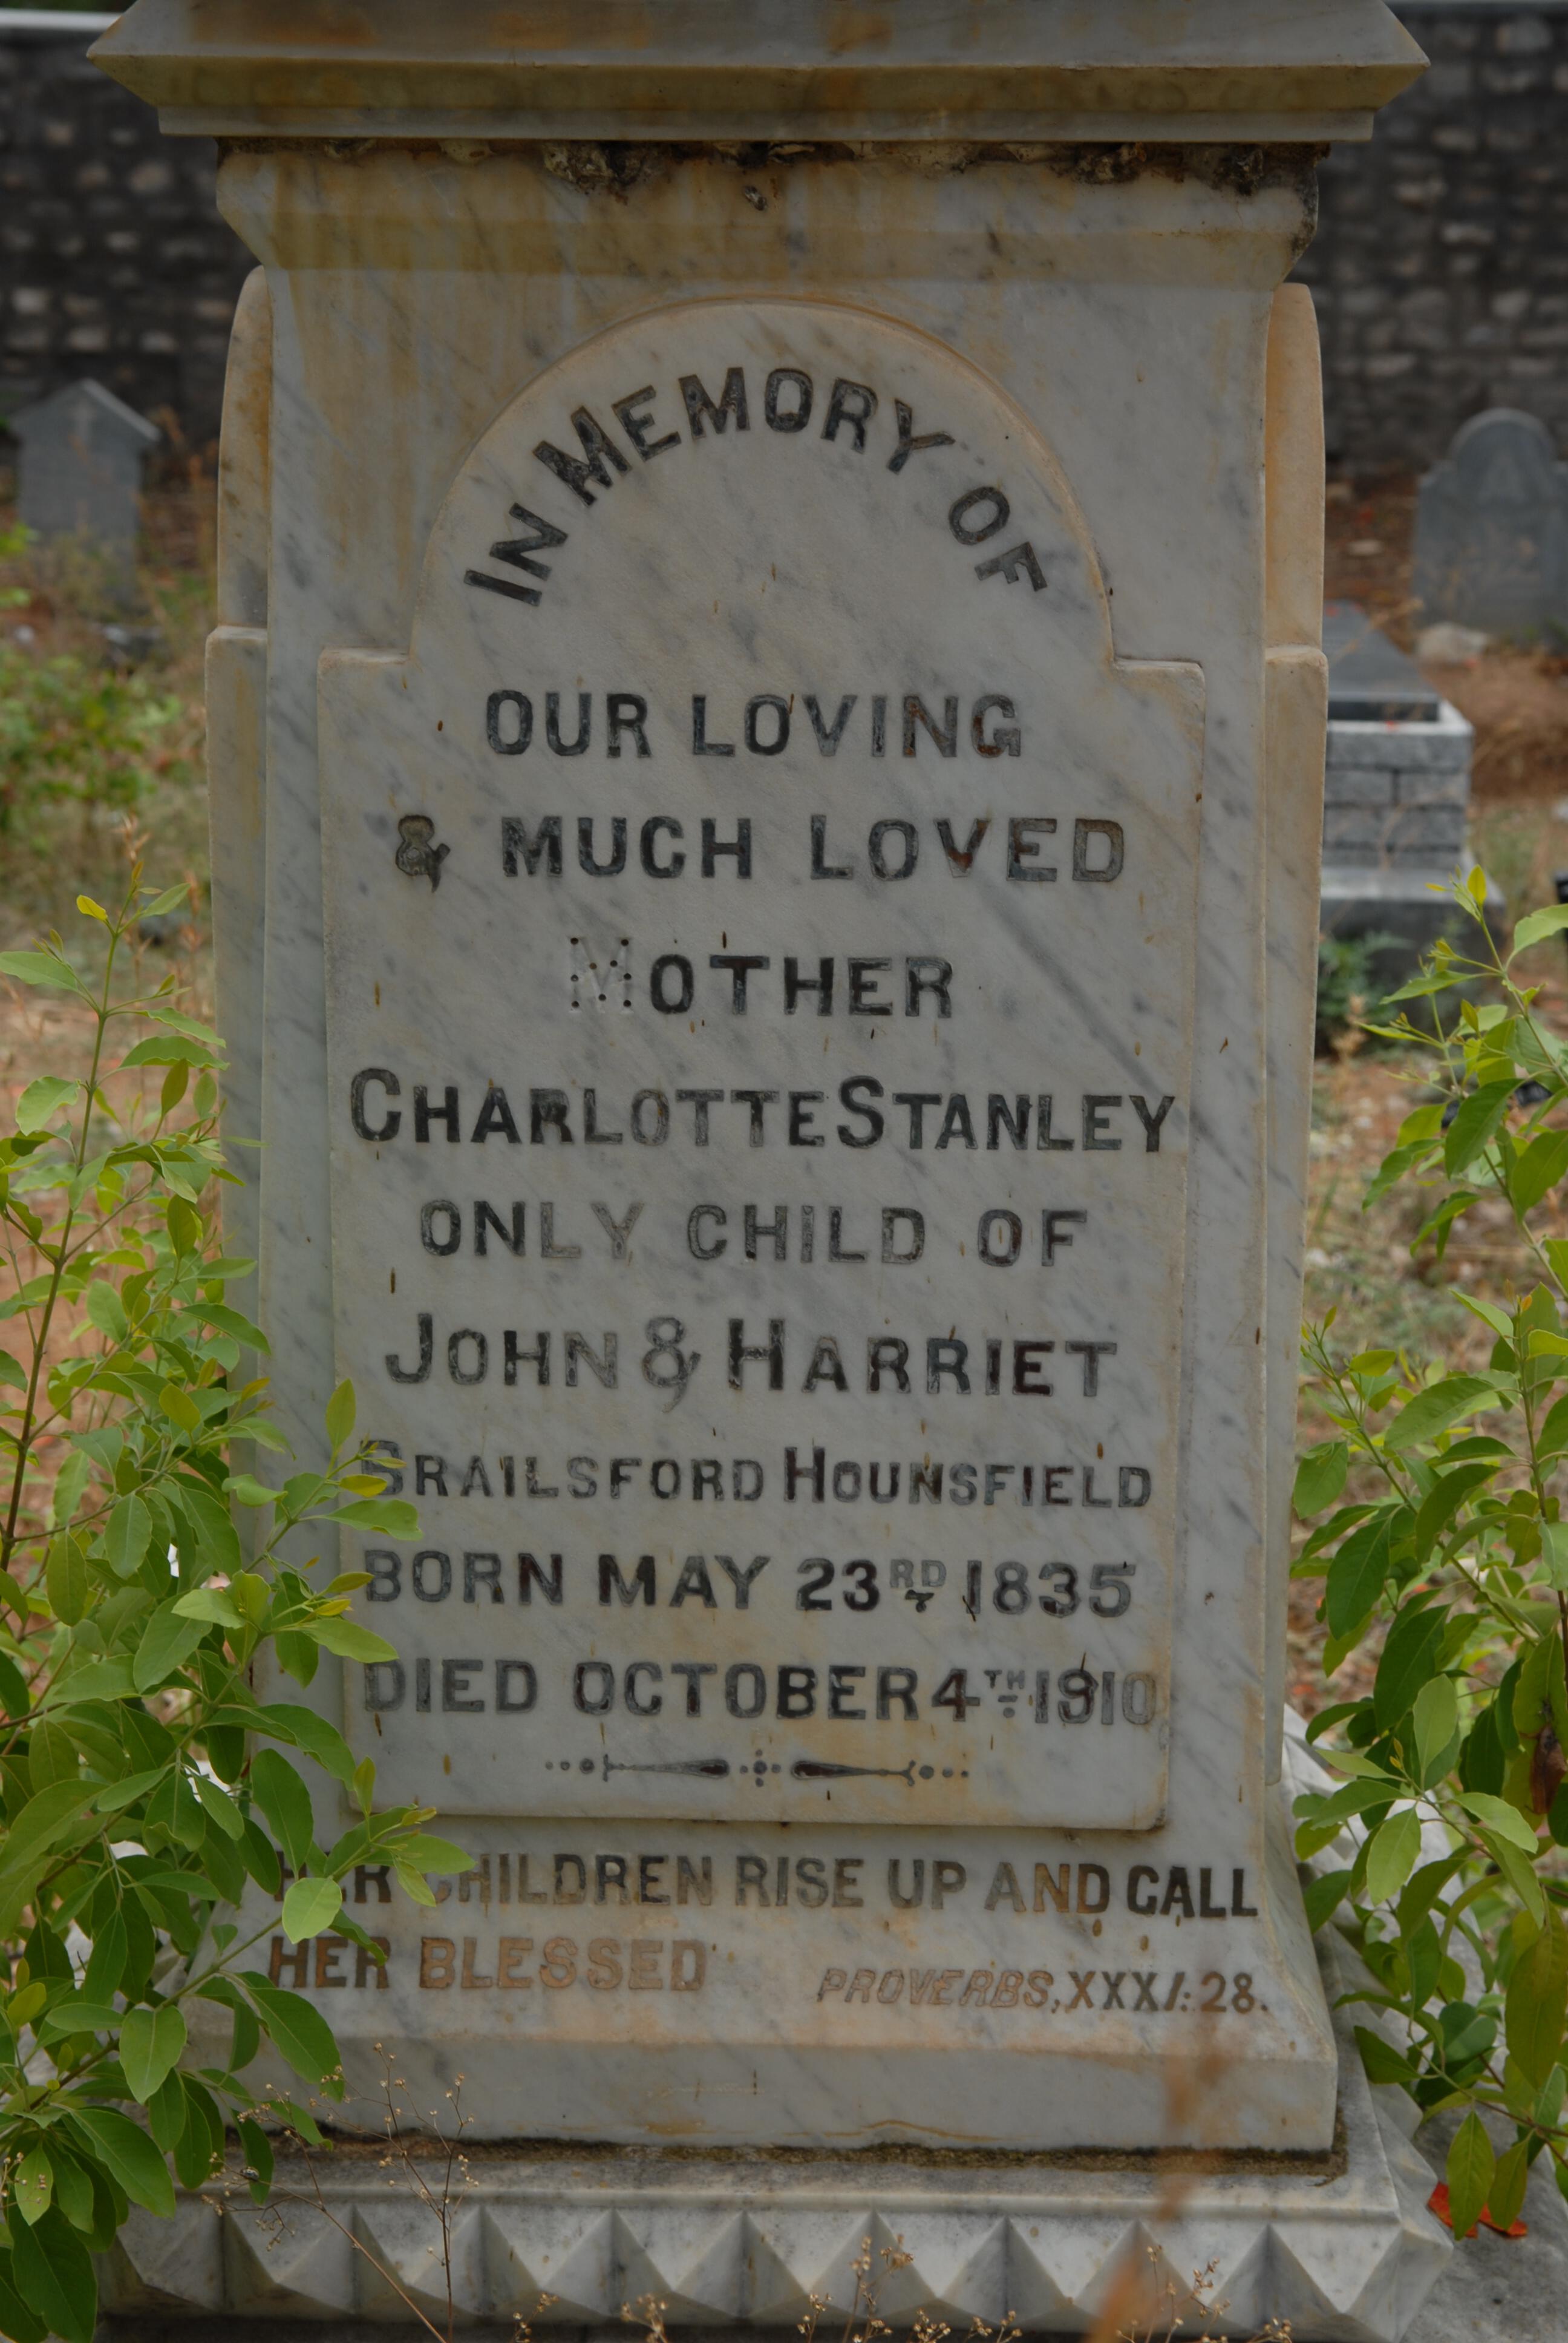 IN MEMORY OF
OUR LOVING
& MUCH LOVED
MOTHER
CHARLOTTE STANLEY
ONLY CHILD OF
JOHN & HARRIET
BRAILSFORD HOUNSFIELD
BORN MAY 23RD 1835
DIED OCTOBER 4TH 1910
HER CHILDREN RISE UP AND CALL
HER BLESSED PROVERBS, XXXI: 28.